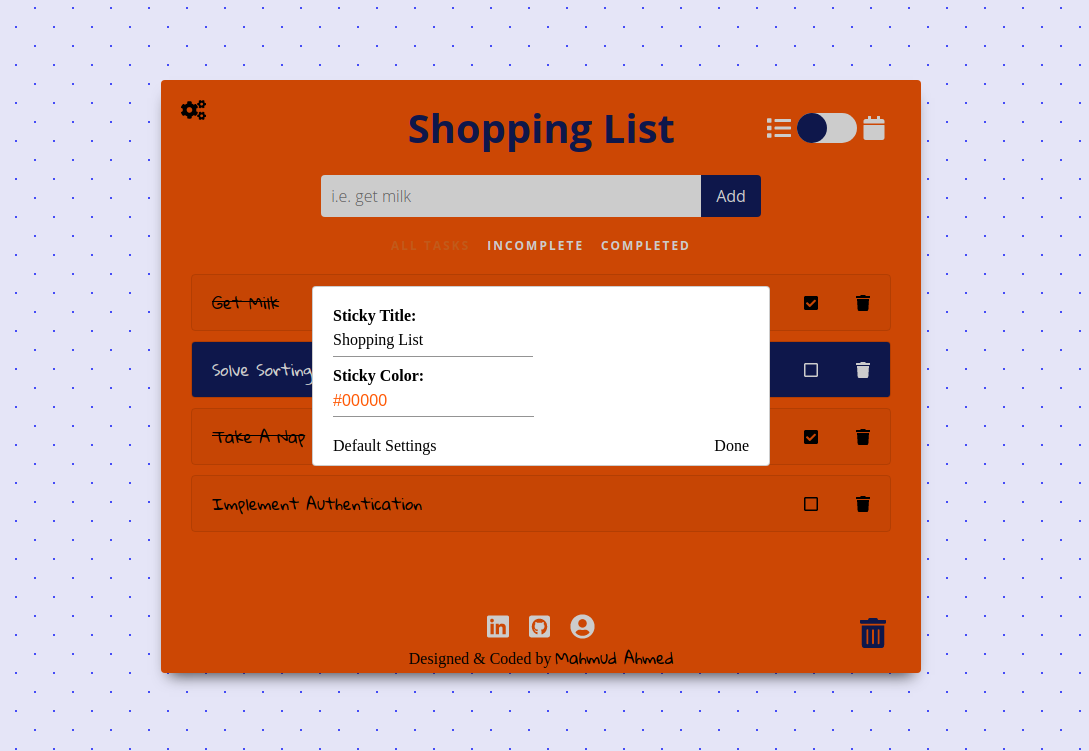 Shopping List
i.e. get milk
Add
ALL TASKS INCOMPLETE COMPLETED
Get Milk
Sticky Title:
Shopping List
Solve Sorting
Sticky Color:
#00000
Take A Nap
Default Settings Done
Implement Authentication
Designed & Coded by Mahmud Ahmed